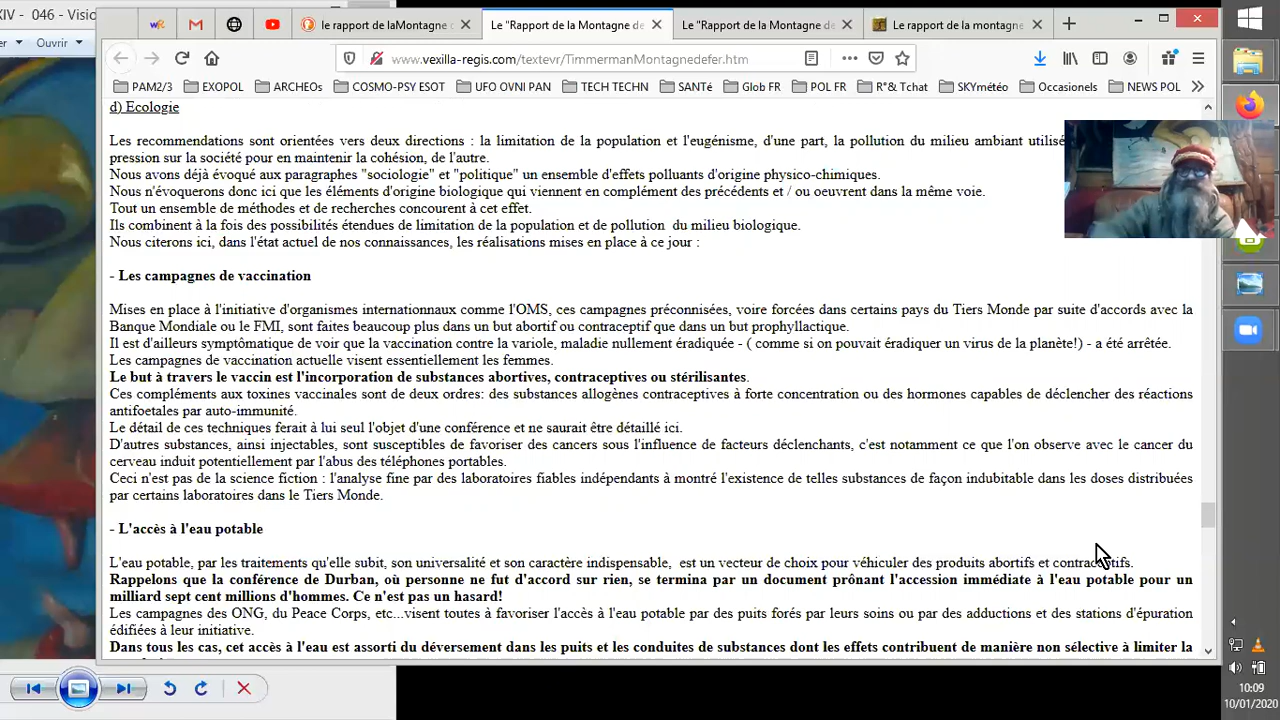 XIV - 046 - Visio
Ouvrir
le rapport de laMontagne d
Le "Rapport de la Montagne de
Le "Rapport de la Montagne d
Le rapport de la montagne
www.vexilla-regis.com/textevr/TimmermanMontagnedefer.htm
PAM2/3 EXOPOL ARCHEOs COSMO-PSY ESOT UFO OVNI PAN TECH TECHN SANTé Glob FR POL FR R°& Tchat SKYmétéo Occasionels NEWS POL
d) Ecologie
Les recommendations sont orientées vers deux directions : la limitation de la population et l'eugénisme, d'une part, la pollution du milieu ambiant utilisé
pression sur la société pour en maintenir la cohésion, de l'autre.
Nous avons déjà évoqué aux paragraphes "sociologie" et "politique" un ensemble d'effets polluants d'origine physico-chimiques.
Nous n'évoquerons donc ici que les éléments d'origine biologique qui viennent en complément des précédents et / ou oeuvrent dans la même voie.
Tout un ensemble de méthodes et de recherches concourent à cet effet.
Ils combinent à la fois des possibilités étendues de limitation de la population et de pollution du milieu biologique.
Nous citerons ici, dans l'état actuel de nos connaissances, les réalisations mises en place à ce jour :
- Les campagnes de vaccination
Mises en place à l'initiative d'organismes internationnaux comme l'OMS, ces campagnes préconnisées, voire forcées dans certains pays du Tiers Monde par suite d'accords avec la
Banque Mondiale ou le FMI, sont faites beaucoup plus dans un but abortif ou contraceptif que dans un but prophyllactique.
Il est d'ailleurs symptômatique de voir que la vaccination contre la variole, maladie nullement éradiquée - ( comme si on pouvait éradiquer un virus de la planète!) - a été arrêtée.
Les campagnes de vaccination actuelle visent essentiellement les femmes.
Le but à travers le vaccin est l'incorporation de substances abortives, contraceptives ou stérilisantes.
Ces compléments aux toxines vaccinales sont de deux ordres: des substances allogènes contraceptives à forte concentration ou des hormones capables de déclencher des réactions
antifoetales par auto-immunité.
Le détail de ces techniques ferait à lui seul l'objet d'une conférence et ne saurait être détaillé ici.
D'autres substances, ainsi injectables, sont susceptibles de favoriser des cancers sous l'influence de facteurs déclenchants, c'est notamment ce que l'on observe avec le cancer du
cerveau induit potentiellement par l'abus des téléphones portables.
Ceci n'est pas de la science fiction : l'analyse fine par des laboratoires fiables indépendants à montré l'existence de telles substances de façon indubitable dans les doses distribuées
par certains laboratoires dans le Tiers Monde.
- L'accès à l'eau potable
L'eau potable, par les traitements qu'elle subit, son universalité et son caractère indispensable, est un vecteur de choix pour véhiculer des produits abortifs et contraceptifs.
Rappelons que la conférence de Durban, où personne ne fut d'accord sur rien, se termina par un document prônant l'accession immédiate à l'eau potable pour un
milliard sept cent millions d'hommes. Ce n'est pas un hasard!
Les campagnes des ONG, du Peace Corps, etc...visent toutes à favoriser l'accès à l'eau potable par des puits forés par leurs soins ou par des adductions et des stations d'épuration
édifiées à leur initiative.
Dans tous les cas, cet accès à l'eau est assorti du déversement dans les puits et les conduites de substances dont les effets contribuent de manière non sélective à limiter la
10:09
10/01/2020